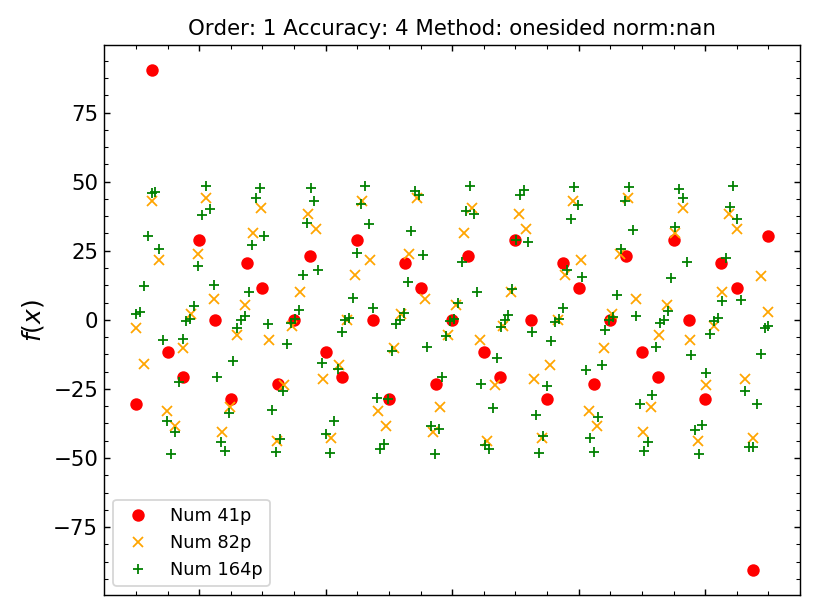 Order: 1 Accuracy: 4 Method: onesided norm:nan
75
50
25
0
−25
−50
−75
f(x)
Num 41p
Num 82p
Num 164p